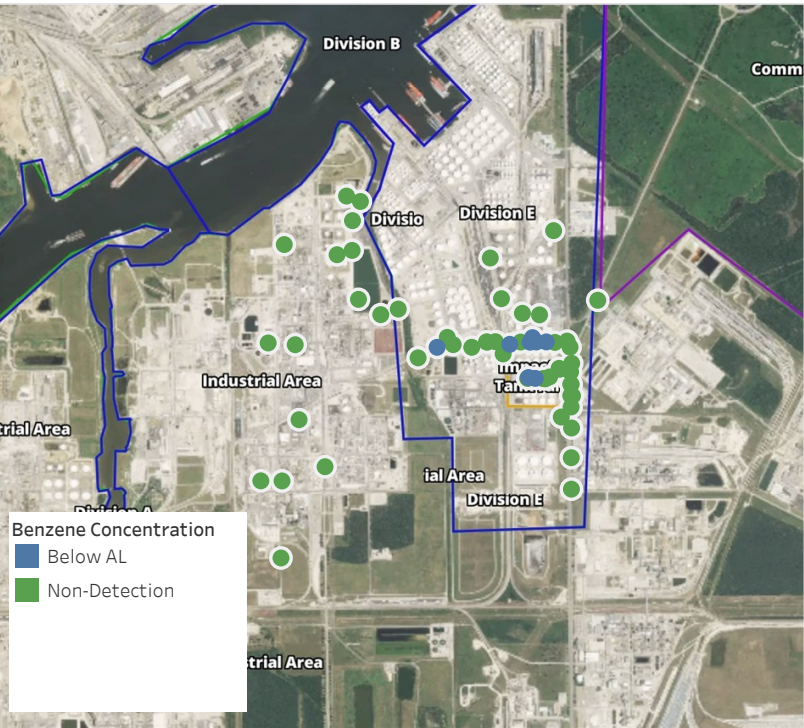 Division B
Comm
Divisio
Division E
Industrial Area
trial Area
ial Area
Division E
Benzene Concentration
Below AL
Non-Detection
strial Area